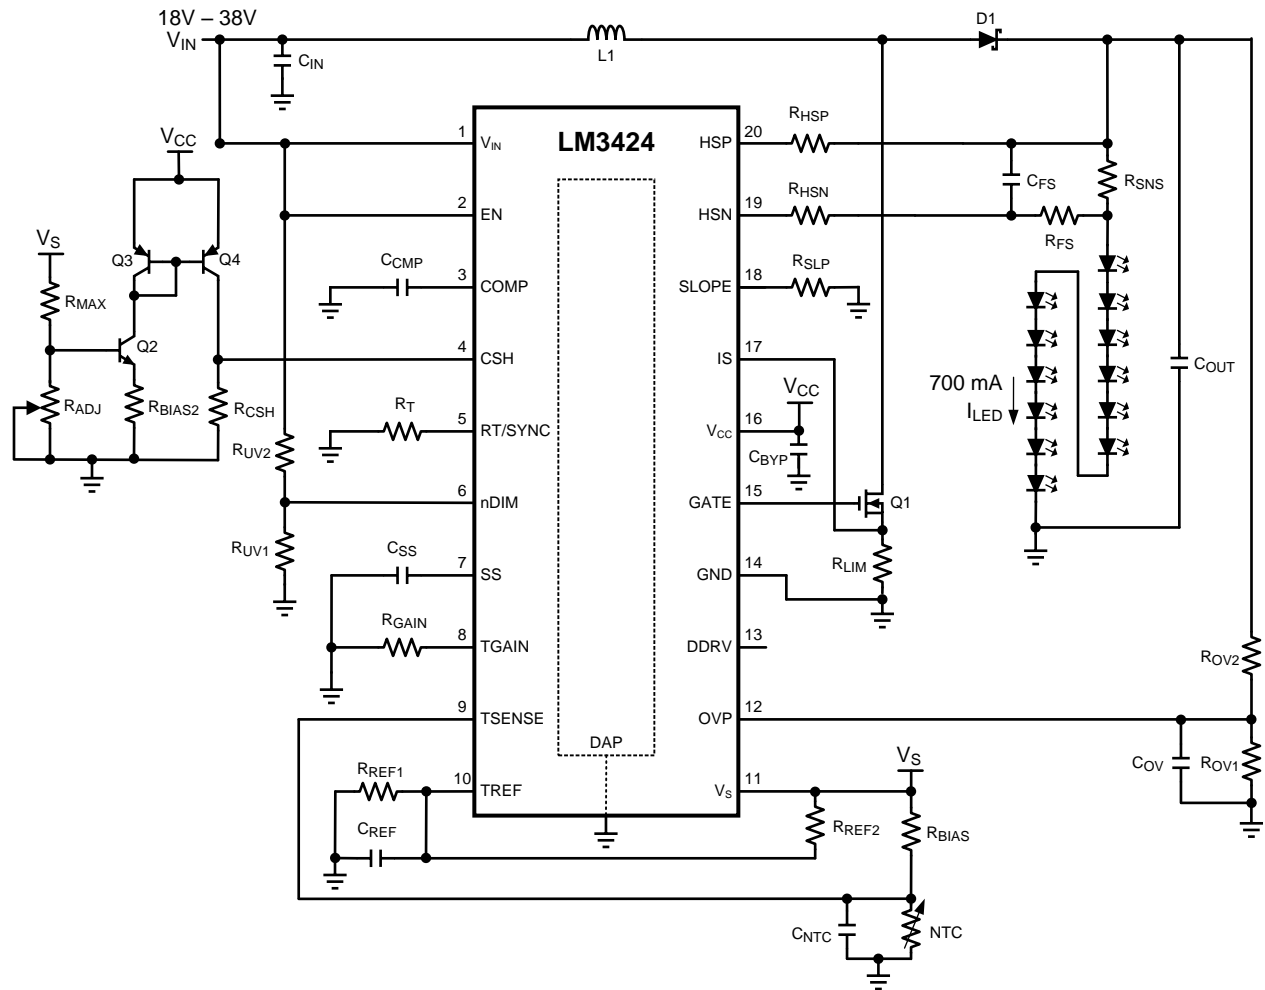 18V – 38V
VIN
CIN
L1
D1
LM3424
1
VIN
2
EN
3
COMP
4
CSH
5
RT/SYNC
6
nDIM
7
SS
8
TGAIN
9
TSENSE
10
TREF
20
HSP
19
HSN
18
SLOPE
17
IS
16
VCC
15
GATE
14
GND
13
DDRV
12
OVP
11
VS
DAP
VCC
VS
Q3
Q4
RMAX
Q2
RADJ
RBIAS2
RCSH
RUV2
RUV1
CCMP
RT
CSS
RGAIN
RREF1
CREF
RHSP
RHSN
CFS
RSNS
RFS
RSLP
VCC
CBYP
Q1
RLIM
700 mA
ILED
COUT
ROV2
COV
ROV1
VS
RREF2
RBIAS
CNTC
NTC